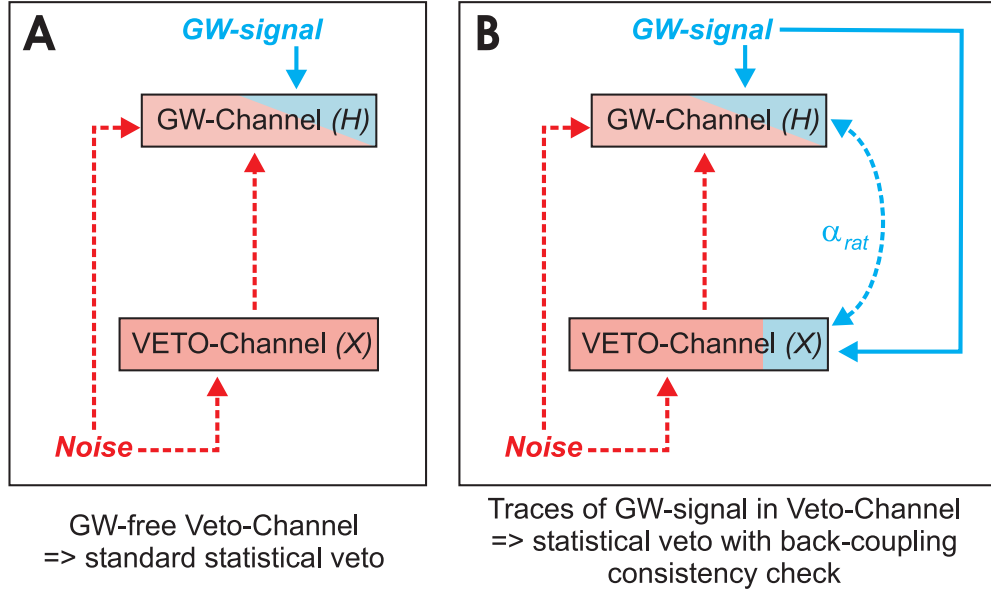 A
GW-signal
GW-Channel (H)
VETO-Channel (X)
Noise
GW-free Veto-Channel
=> standard statistical veto
B
GW-signal
GW-Channel (H)
α rat
VETO-Channel (X)
Noise
Traces of GW-signal in Veto-Channel
=> statistical veto with back-coupling
consistency check